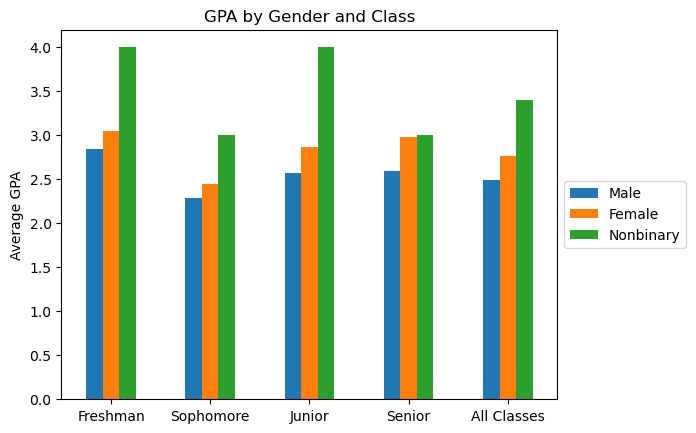 GPA by Gender and Class
Average GPA
4.0
3.5
3.0
2.5
2.0
1.5
1.0
0.5
0.0
Freshman Sophomore Junior Senior All Classes
Male
Female
Nonbinary